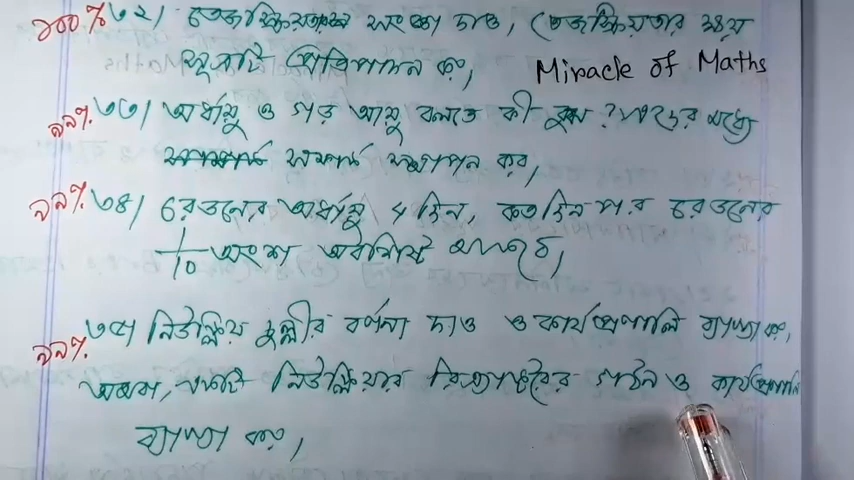 ১০০% ৩২। তেজস্ক্রিয়তার সংজ্ঞা দাও, তেজস্ক্রিয়তার ক্ষয়
সূত্রটি প্রতিপাদন কর,
Miracle of Maths
৯৯% ৩৩। অর্ধায়ু ও গড় আয়ু বলতে কী বুঝ? এদের মধ্যে
সম্পর্ক স্থাপন কর,
৯৯% ৩৪। রেডনের অর্ধায়ু 4 দিন, কতদিন পর রেডনের
1/10 অংশ অবশিষ্ট থাকবে,
৯৯% ৩৫। নিউক্লিয় চুল্লীর বর্ণনা দাও ও কার্যপ্রণালি ব্যাখ্যা কর,
অথবা, একটি নিউক্লিয়ার রিঅ্যাক্টরের গঠন ও কার্যপ্রণালি
ব্যাখ্যা কর,